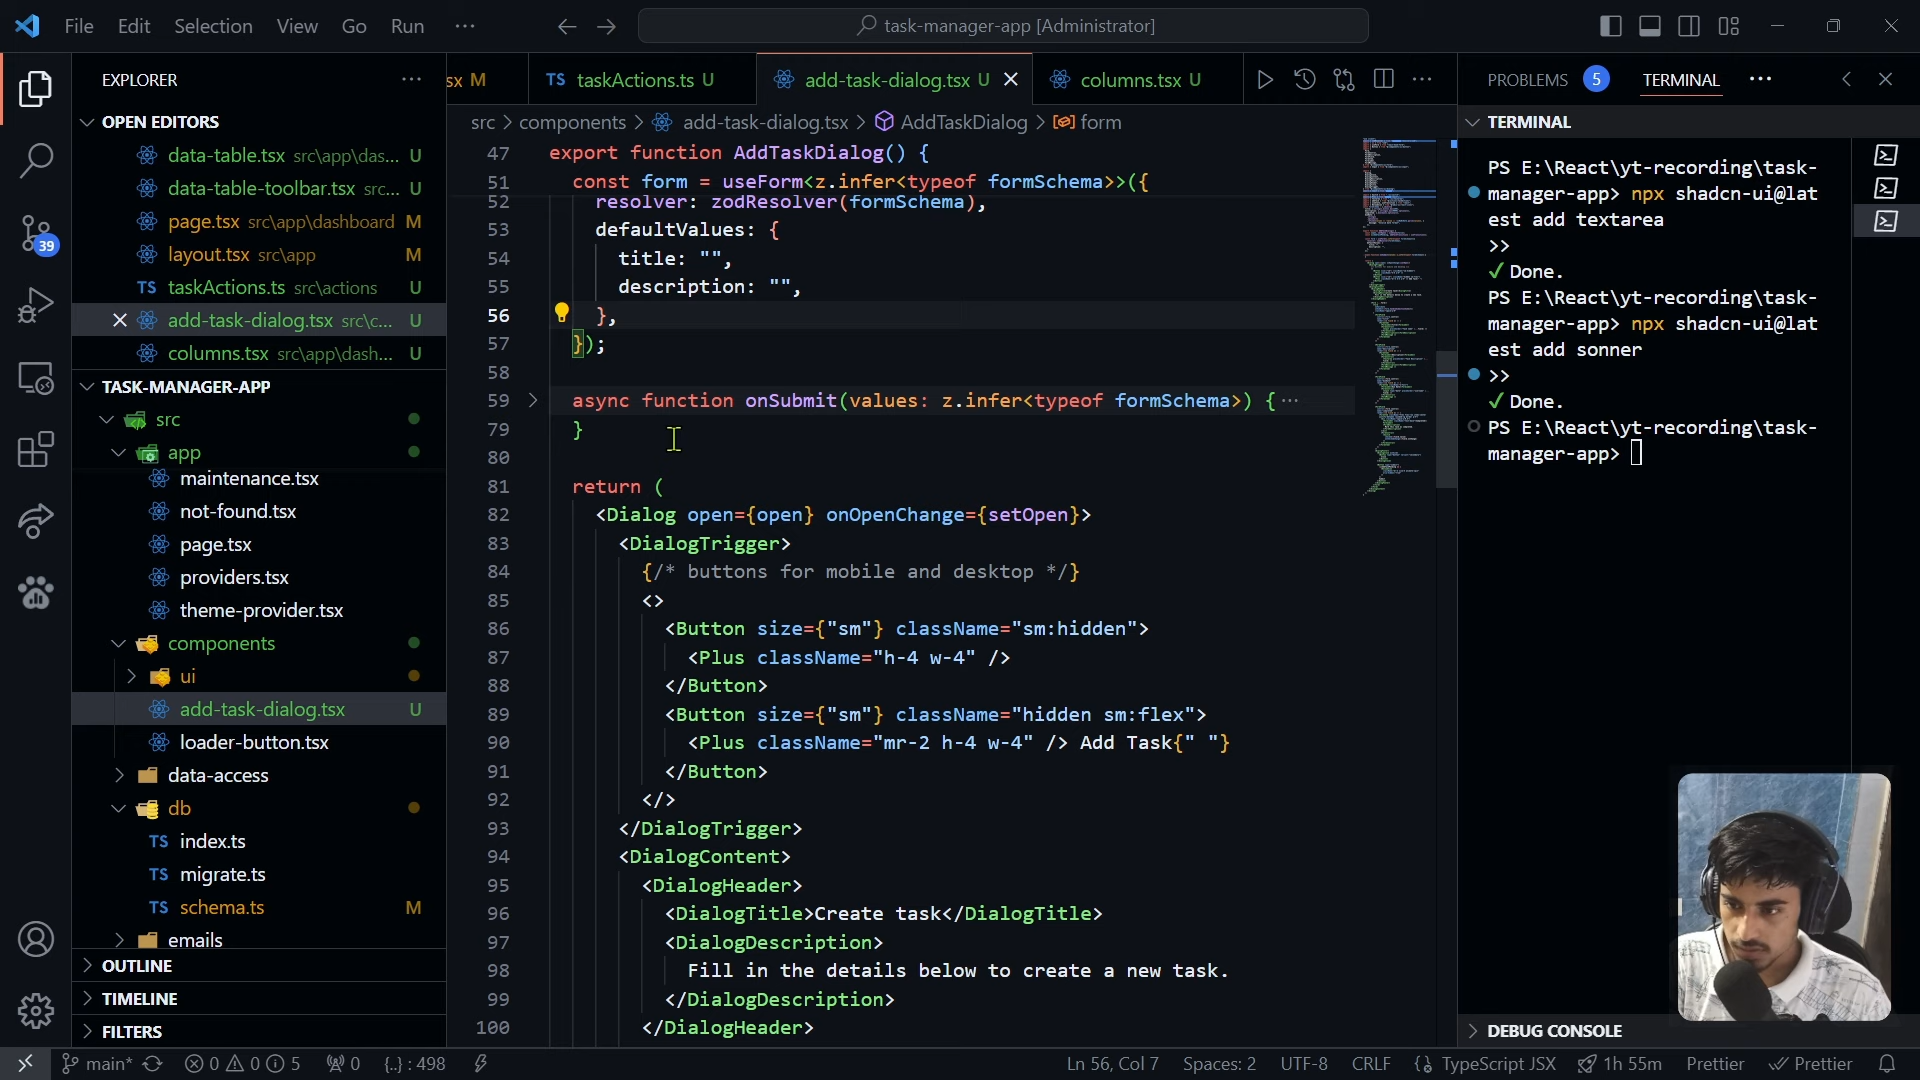 File Edit Selection View Go Run ···
task-manager-app [Administrator]
EXPLORER ···
OPEN EDITORS
data-table.tsx src\app\das... U
data-table-toolbar.tsx src... U
page.tsx src\app\dashboard M
layout.tsx src\app M
TS taskActions.ts src\actions U
add-task-dialog.tsx src\c... U
columns.tsx src\app\dash... U
TASK-MANAGER-APP
src
app
maintenance.tsx
not-found.tsx
page.tsx
providers.tsx
theme-provider.tsx
components
ui
add-task-dialog.tsx U
loader-button.tsx
data-access
db
TS index.ts
TS migrate.ts
TS schema.ts M
emails
OUTLINE
TIMELINE
FILTERS
39
sx M
TS taskActions.ts U
add-task-dialog.tsx U
columns.tsx U
src > components > add-task-dialog.tsx > AddTaskDialog > form
47 export function AddTaskDialog() {
51 const form = useForm<z.infer<typeof formSchema>>({
52 resolver: zodResolver(formSchema),
53 defaultValues: {
54 title: "",
55 description: "",
56 },
57 });
58
59 async function onSubmit(values: z.infer<typeof formSchema>) {···
79 }
80
81 return (
82 <Dialog open={open} onOpenChange={setOpen}>
83 <DialogTrigger>
84 {/* buttons for mobile and desktop */}
85 <>
86 <Button size={"sm"} className="sm:hidden">
87 <Plus className="h-4 w-4" />
88 </Button>
89 <Button size={"sm"} className="hidden sm:flex">
90 <Plus className="mr-2 h-4 w-4" /> Add Task{" "}
91 </Button>
92 </>
93 </DialogTrigger>
94 <DialogContent>
95 <DialogHeader>
96 <DialogTitle>Create task</DialogTitle>
97 <DialogDescription>
98 Fill in the details below to create a new task.
99 </DialogDescription>
100 </DialogHeader>
PROBLEMS 5 TERMINAL ···
TERMINAL
PS E:\React\yt-recording\task-
manager-app> npx shadcn-ui@lat
est add textarea
>>
✓ Done.
PS E:\React\yt-recording\task-
manager-app> npx shadcn-ui@lat
est add sonner
>>
✓ Done.
PS E:\React\yt-recording\task-
manager-app>
DEBUG CONSOLE
main* 0 0 5 0 {..} : 498 Ln 56, Col 7 Spaces: 2 UTF-8 CRLF TypeScript JSX 1h 55m Prettier Prettier